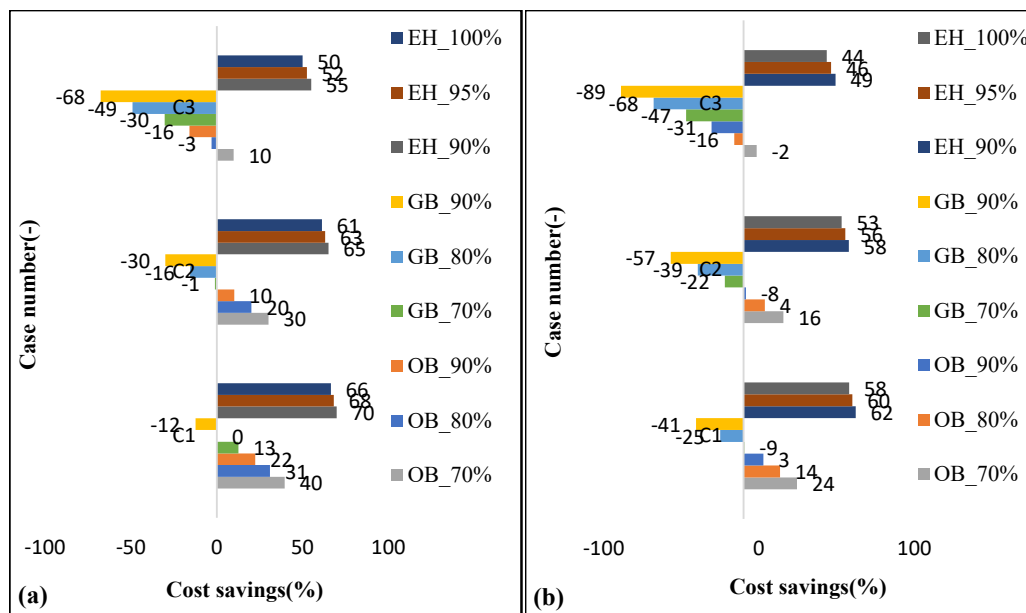 EH_100%
EH_95%
EH_90%
GB_90%
GB_80%
GB_70%
OB_90%
OB_80%
OB_70%
50
52
55
-68
-49
C3
-30
-16
-3
10
61
63
65
-30
-16
C2
-1
10
20
30
66
68
70
-12
C1
0
13
22
31
40
-100
-50
0
50
100
Case number(-)
Cost savings(%)
(a)
EH_100%
EH_95%
EH_90%
GB_90%
GB_80%
GB_70%
OB_90%
OB_80%
OB_70%
44
46
49
-89
-68
C3
-47
-31
-16
-2
53
56
58
-57
-39
C2
-22
-8
4
16
58
60
62
-41
-25
C1
-9
3
14
24
-100
0
100
Case number(-)
Cost savings(%)
(b)